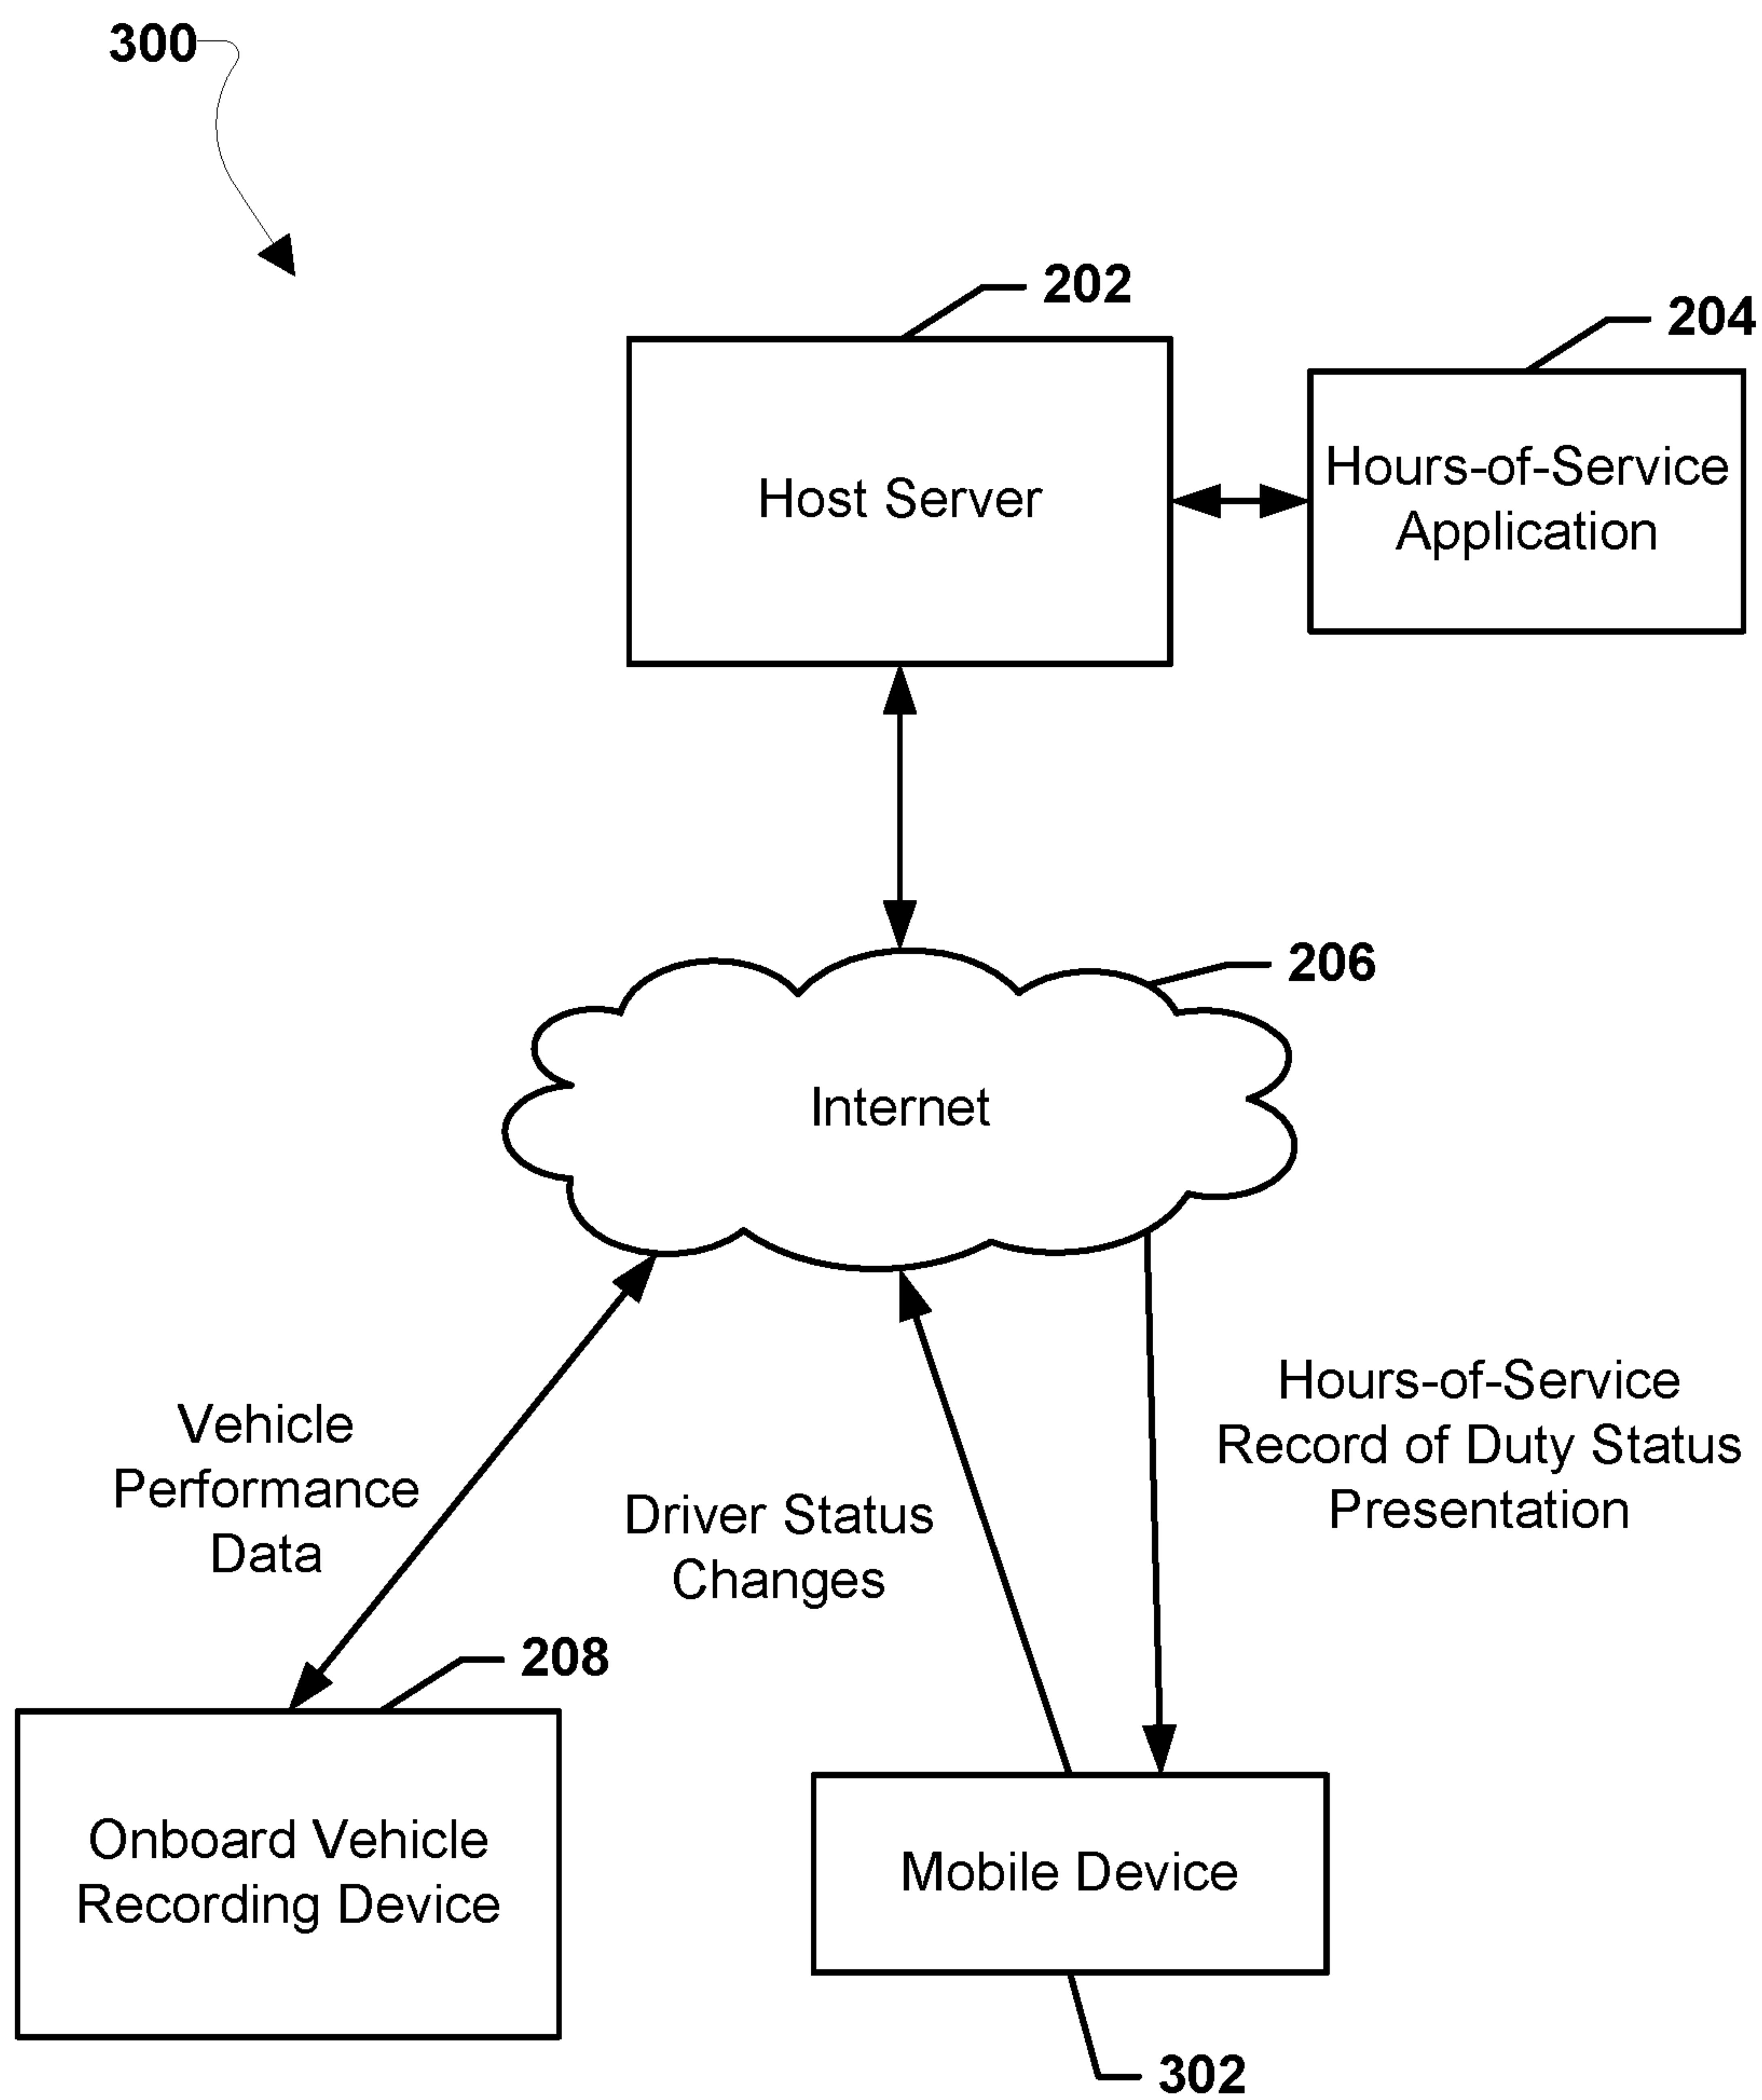 300
202
204
Host Server
Hours-of-Service
Application
206
Internet
Vehicle
Performance
Data
Driver Status
Changes
Hours-of-Service
Record of Duty Status
Presentation
208
Onboard Vehicle
Recording Device
Mobile Device
302